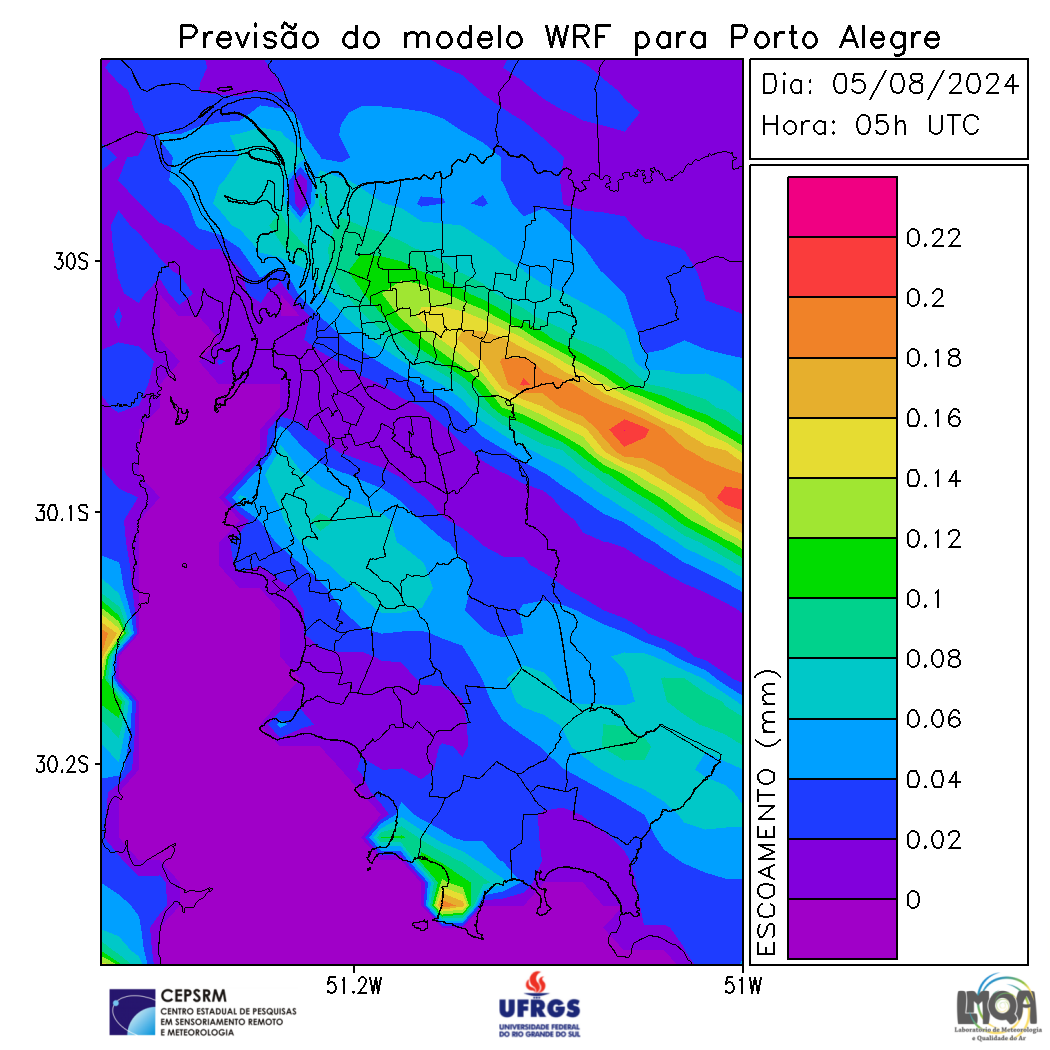 Previsão do modelo WRF para Porto Alegre
Dia: 05/08/2024
Hora: 05h UTC
30S
30.1S
30.2S
51.2W
51W
ESCOAMENTO (mm)
0.22
0.2
0.18
0.16
0.14
0.12
0.1
0.08
0.06
0.04
0.02
0
CEPSRM
CENTRO ESTADUAL DE PESQUISAS
EM SENSORIAMENTO REMOTO
E METEOROLOGIA
UFRGS
UNIVERSIDADE FEDERAL
DO RIO GRANDE DO SUL
LMQA
Laboratório de Meteorologia
e Qualidade do Ar